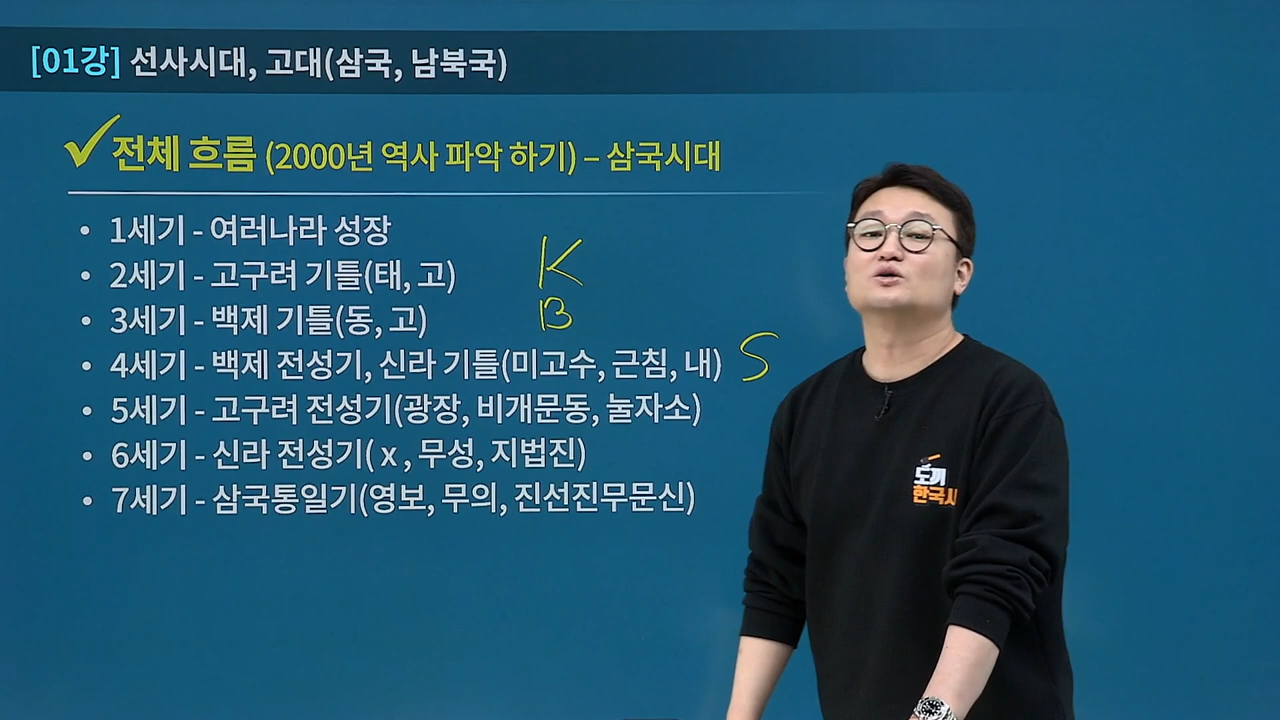 [01강] 선사시대, 고대(삼국, 남북국)
전체 흐름 (2000년 역사 파악 하기) – 삼국시대
• 1세기 - 여러나라 성장
• 2세기 - 고구려 기틀(태, 고) K
• 3세기 - 백제 기틀(동, 고) B
• 4세기 - 백제 전성기, 신라 기틀(미고수, 근침, 내) S
• 5세기 - 고구려 전성기(광장, 비개문동, 눌자소)
• 6세기 - 신라 전성기( x , 무성, 지법진)
• 7세기 - 삼국통일기(영보, 무의, 진선진무문신)
도끼
한국사